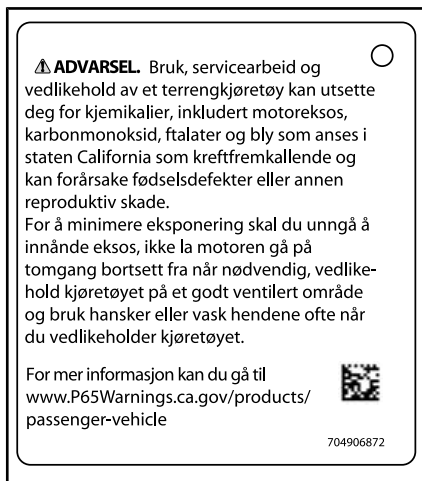 ⚠ ADVARSEL. Bruk, servicearbeid og
vedlikehold av et terrengkjøretøy kan utsette
deg for kjemikalier, inkludert motoreksos,
karbonmonoksid, ftalater og bly som anses i
staten California som kreftfremkallende og
kan forårsake fødselsdefekter eller annen
reproduktiv skade.
For å minimere eksponering skal du unngå å
innånde eksos, ikke la motoren gå på
tomgang bortsett fra når nødvendig, vedlike-
hold kjøretøyet på et godt ventilert område
og bruk hansker eller vask hendene ofte når
du vedlikeholder kjøretøyet.
For mer informasjon kan du gå til
www.P65Warnings.ca.gov/products/
passenger-vehicle
704906872